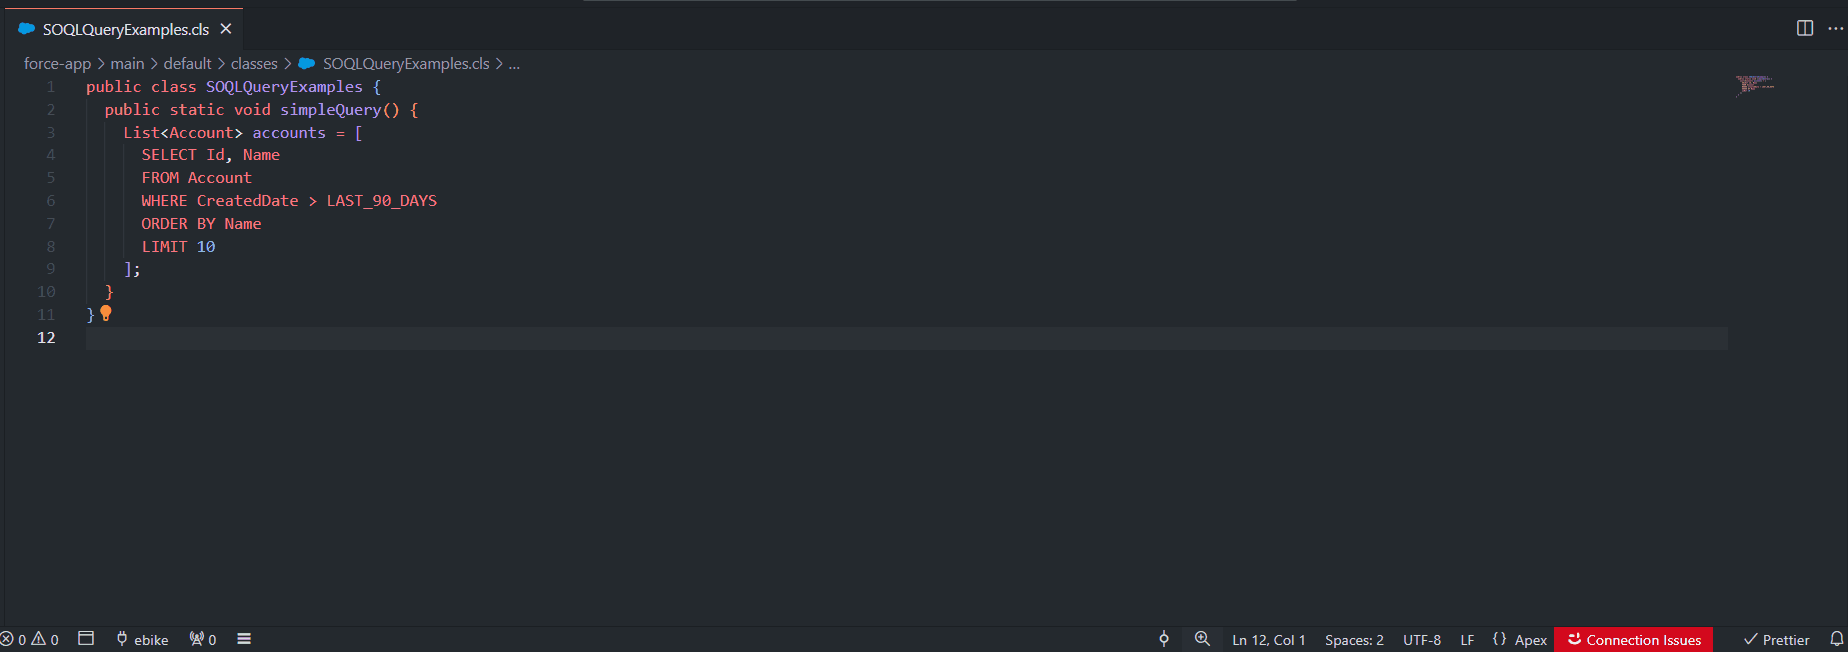 SOQLQueryExamples.cls
force-app > main > default > classes > SOQLQueryExamples.cls > ...
1 public class SOQLQueryExamples {
2 public static void simpleQuery() {
3 List<Account> accounts = [
4 SELECT Id, Name
5 FROM Account
6 WHERE CreatedDate > LAST_90_DAYS
7 ORDER BY Name
8 LIMIT 10
9 ];
10 }
11 }
12
0 0 ebike 0 Ln 12, Col 1 Spaces: 2 UTF-8 LF {} Apex Connection Issues Prettier